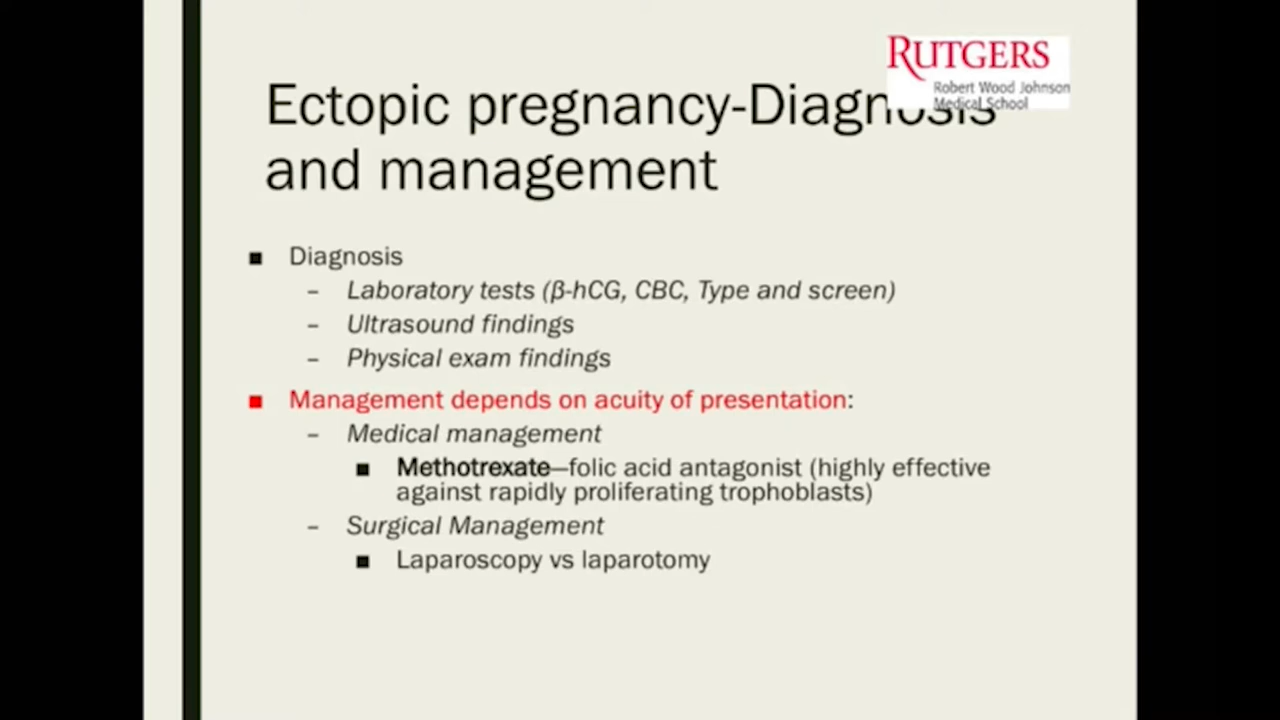 RUTGERS
Robert Wood Johnson
Medical School
Ectopic pregnancy-Diagnosis
and management
■ Diagnosis
– Laboratory tests (β-hCG, CBC, Type and screen)
– Ultrasound findings
– Physical exam findings
■ Management depends on acuity of presentation:
– Medical management
■ Methotrexate—folic acid antagonist (highly effective
against rapidly proliferating trophoblasts)
– Surgical Management
■ Laparoscopy vs laparotomy